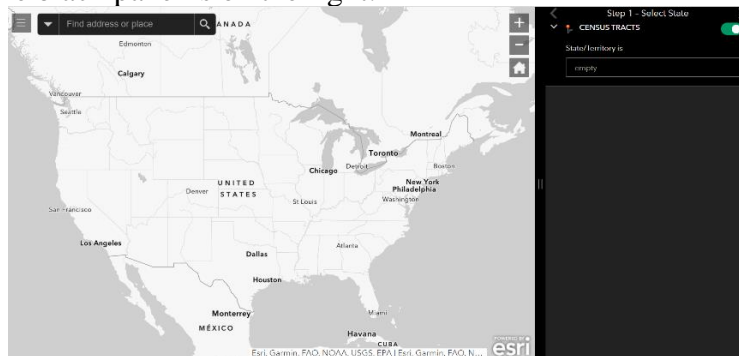 Find address or place
CANADA
Edmonton
Calgary
Vancouver
Seattle
Montreal
Toronto
Detroit
Boston
Chicago
New York
Philadelphia
UNITED
STATES
Denver
St Louis
Washington
San Francisco
Los Angeles
Atlanta
Dallas
Houston
Monterrey
Miami
MÉXICO
Havana
CUBA
Esri, Garmin, FAO, NOAA, USGS, EPA | Esri, Garmin, FAO, N...
POWERED BY
esri
Step 1 - Select State
CENSUS TRACTS
State/Territory is
empty